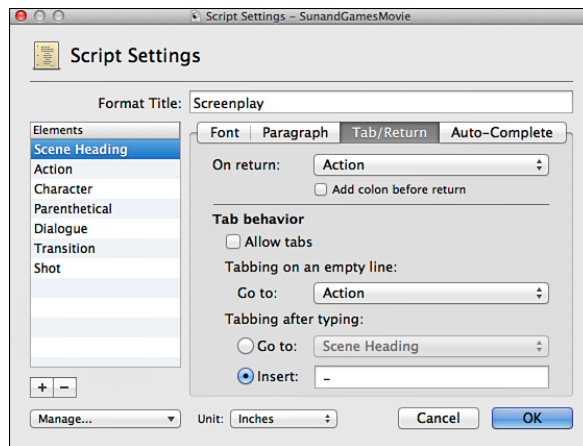 Script Settings – SunandGamesMovie
Script Settings
Format Title: Screenplay
Elements
Scene Heading
Action
Character
Parenthetical
Dialogue
Transition
Shot
Font Paragraph Tab/Return Auto-Complete
On return: Action
Add colon before return
Tab behavior
Allow tabs
Tabbing on an empty line:
Go to: Action
Tabbing after typing:
Go to: Scene Heading
Insert: –
+ –
Manage... Unit: Inches Cancel OK